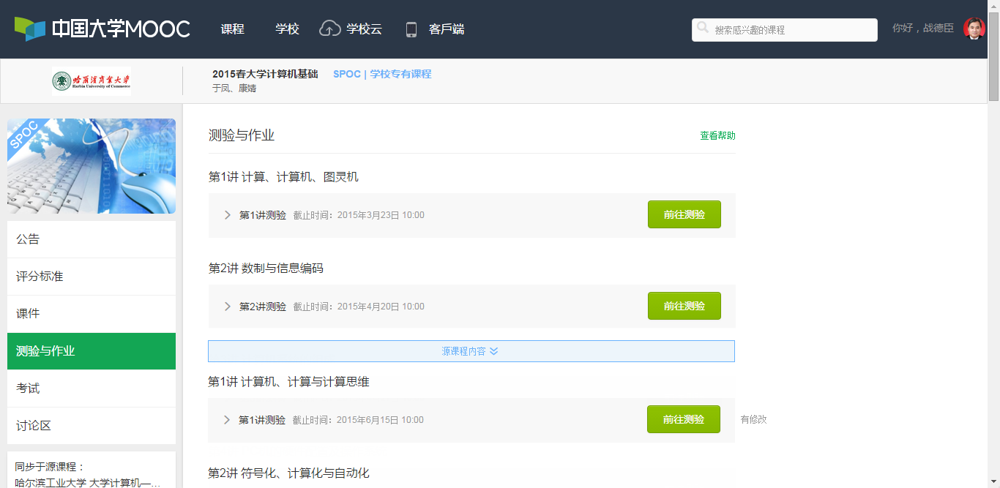 中国大学MOOC 课程 学校 学校云 客戶端 搜索感兴趣的课程 你好，战德臣
哈尔滨商业大学
Harbin University of Commerce
2015春大学计算机基础 SPOC | 学校专有课程
于凤、康婧
SPOC
公告
评分标准
课件
测验与作业
考试
讨论区
同步于源课程：
哈尔滨工业大学 大学计算机—...
测验与作业 查看帮助
第1讲 计算、计算机、图灵机
第1讲测验 截止时间：2015年3月23日 10:00 前往测验
第2讲 数制与信息编码
第2讲测验 截止时间：2015年4月20日 10:00 前往测验
源课程内容
第1讲 计算机、计算与计算思维
第1讲测验 截止时间：2015年6月15日 10:00 前往测验 有修改
第2讲 符号化、计算化与自动化